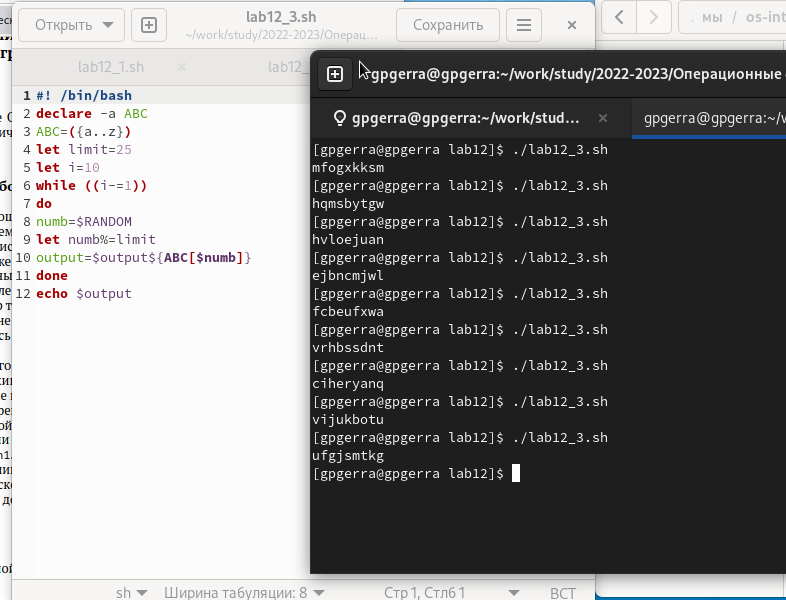 Открыть
lab12_3.sh
~/work/study/2022-2023/Операц...
Сохранить
мы / os-int
lab12_1.sh
lab12_
1 #! /bin/bash
2 declare -a ABC
3 ABC=({a..z})
4 let limit=25
5 let i=10
6 while ((i-=1))
7 do
8 numb=$RANDOM
9 let numb%=limit
10 output=$output${ABC[$numb]}
11 done
12 echo $output
gpgerra@gpgerra:~/work/study/2022-2023/Операционные
gpgerra@gpgerra:~/work/stud...
gpgerra@gpgerra:~/w
[gpgerra@gpgerra lab12]$ ./lab12_3.sh
mfogxkksm
[gpgerra@gpgerra lab12]$ ./lab12_3.sh
hqmsbytgw
[gpgerra@gpgerra lab12]$ ./lab12_3.sh
hvloejuan
[gpgerra@gpgerra lab12]$ ./lab12_3.sh
ejbncmjwl
[gpgerra@gpgerra lab12]$ ./lab12_3.sh
fcbeufxwa
[gpgerra@gpgerra lab12]$ ./lab12_3.sh
vrhbssdnt
[gpgerra@gpgerra lab12]$ ./lab12_3.sh
ciheryanq
[gpgerra@gpgerra lab12]$ ./lab12_3.sh
vijukbotu
[gpgerra@gpgerra lab12]$ ./lab12_3.sh
ufgjsmtkg
[gpgerra@gpgerra lab12]$
sh
Ширина табуляции: 8
Стр 1, Стлб 1
ВСТ